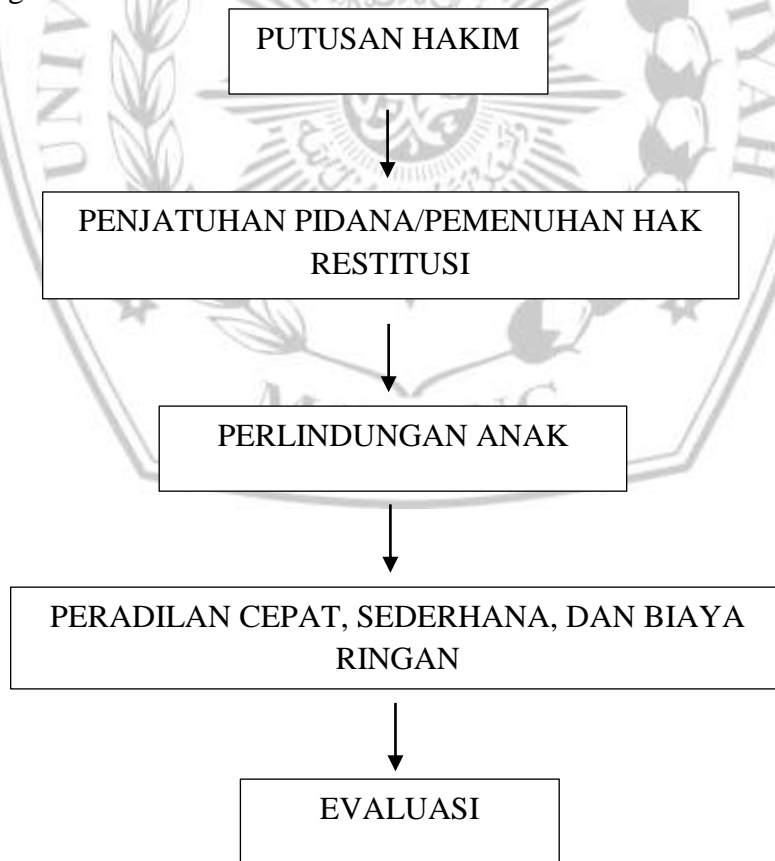 g
PUTUSAN HAKIM
PENJATUHAN PIDANA/PEMENUHAN HAK
RESTITUSI
PERLINDUNGAN ANAK
PERADILAN CEPAT, SEDERHANA, DAN BIAYA
RINGAN
EVALUASI